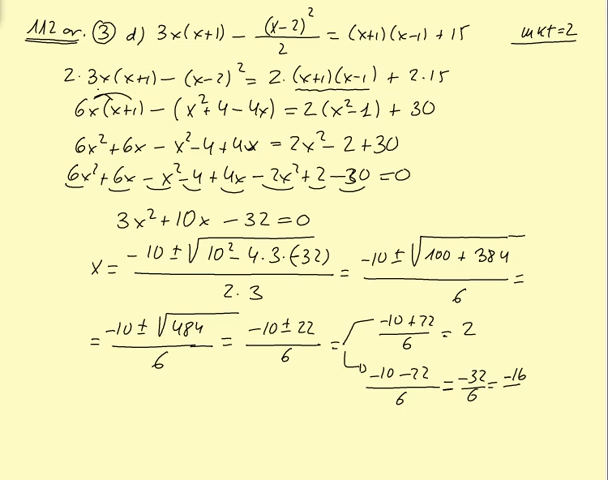 112 or. ③ d) 3x(x+1) - (x-2)²/2 = (x+1)(x-1) + 15 mkt=2
2·3x(x+1) - (x-2)² = 2·(x+1)(x-1) + 2·15
6x(x+1) - (x²+4-4x) = 2(x²-1) + 30
6x²+6x - x²-4+4x = 2x²-2+30
6x²+6x - x²-4+4x - 2x²+2-30 = 0
3x²+10x - 32 = 0
x = (-10 ± √(10²-4·3·(-32)))/(2·3) = (-10 ± √(100+384))/6 =
= (-10 ± √484)/6 = (-10 ± 22)/6 = (-10+22)/6 = 2
(-10-22)/6 = -32/6 = -16